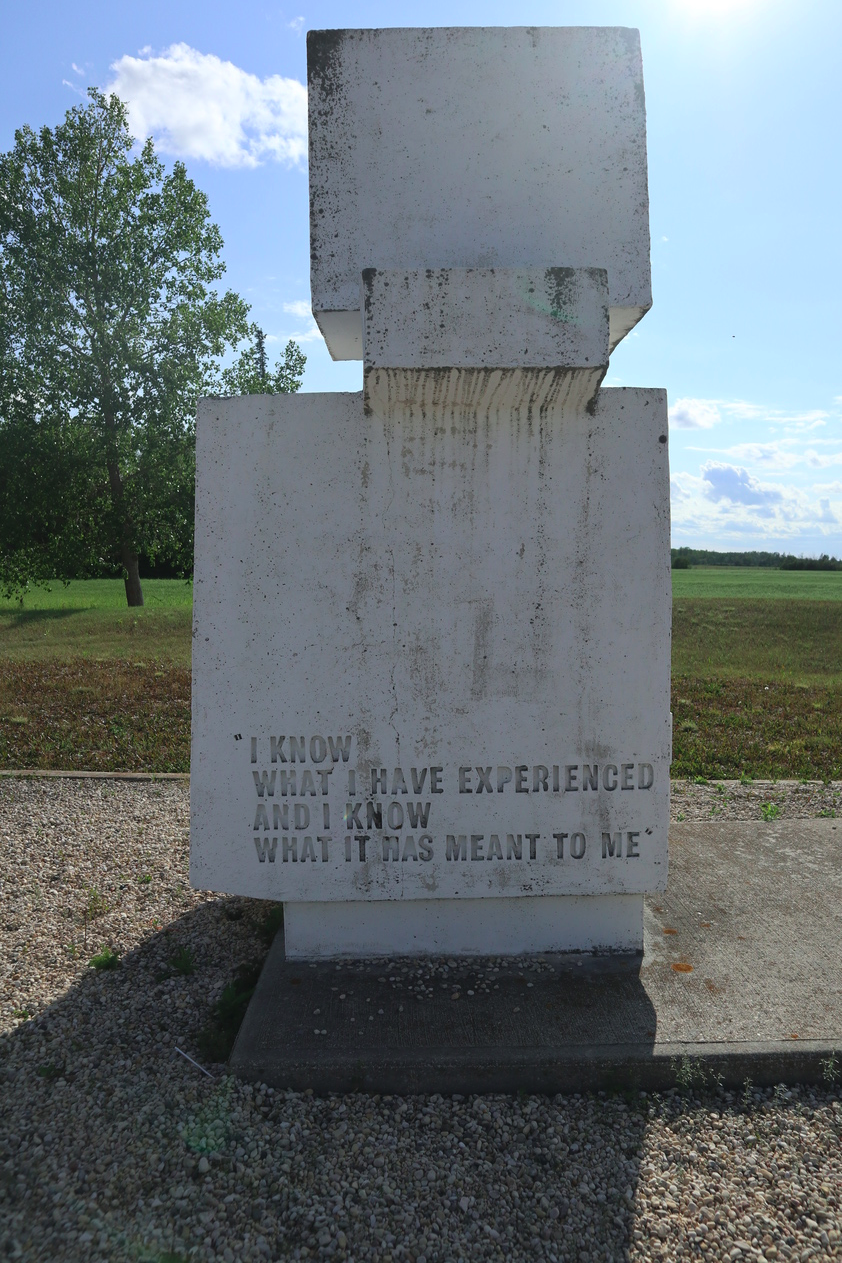 "I KNOW
WHAT I HAVE EXPERIENCED
AND I KNOW
WHAT IT HAS MEANT TO ME"